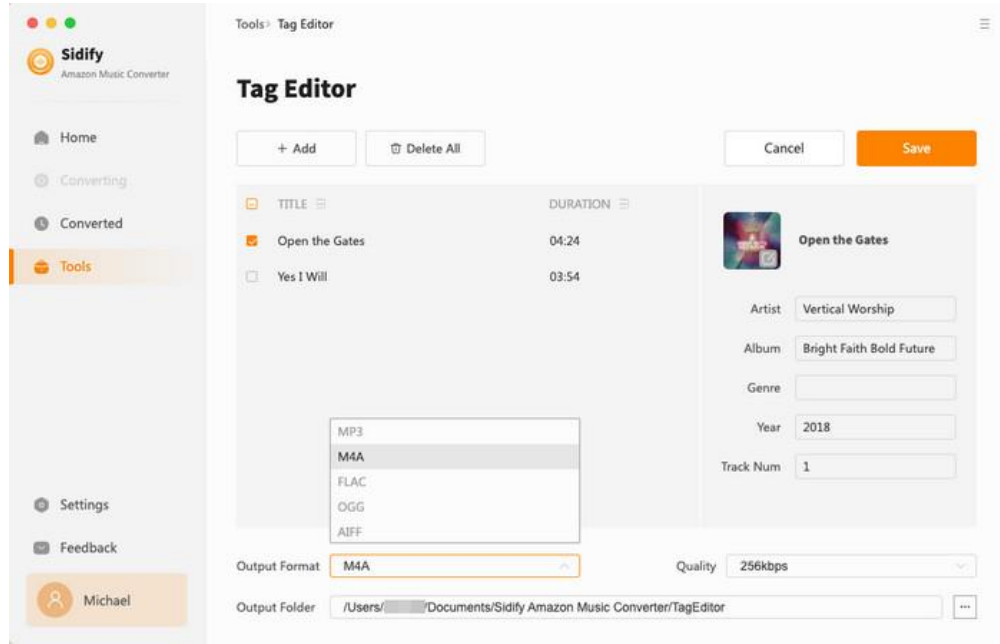 Sidify
Amazon Music Converter
Home
Converting
Converted
Tools
Settings
Feedback
Michael
Tools> Tag Editor
Tag Editor
+ Add
Delete All
Cancel
Save
TITLE
DURATION
Open the Gates
04:24
Yes I Will
03:54
Open the Gates
Artist Vertical Worship
Album Bright Faith Bold Future
Genre
Year 2018
Track Num 1
MP3
M4A
FLAC
OGG
AIFF
Output Format M4A
Quality 256kbps
Output Folder /Users/ /Documents/Sidify Amazon Music Converter/TagEditor
...